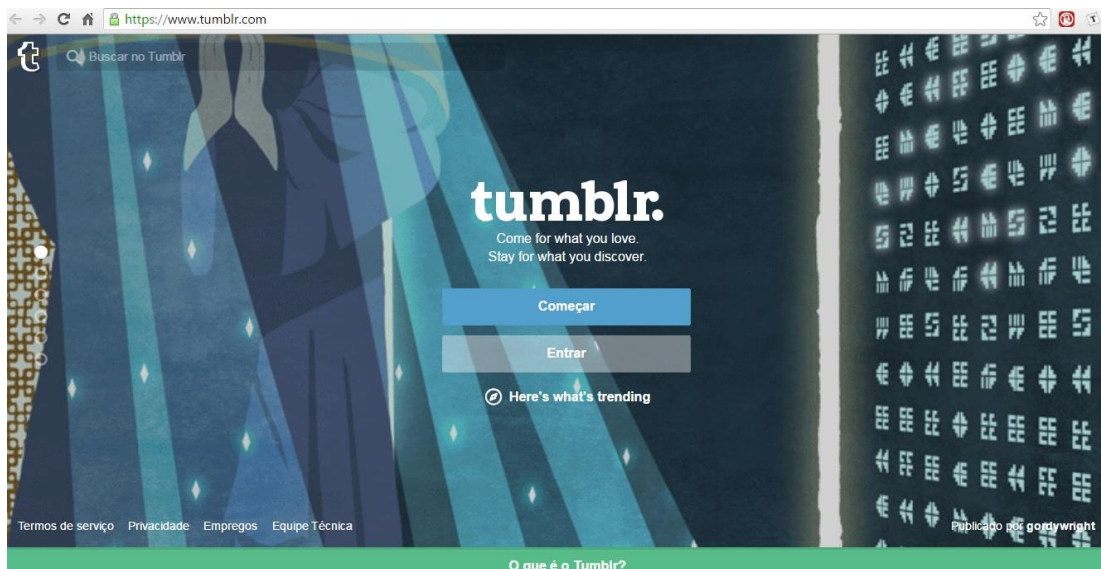 https://www.tumblr.com
Buscar no Tumblr
tumblr.
Come for what you love.
Stay for what you discover.
Começar
Entrar
Here's what's trending
Termos de serviço Privacidade Empregos Equipe Técnica
Publicado por gordywright
O que é o Tumblr?